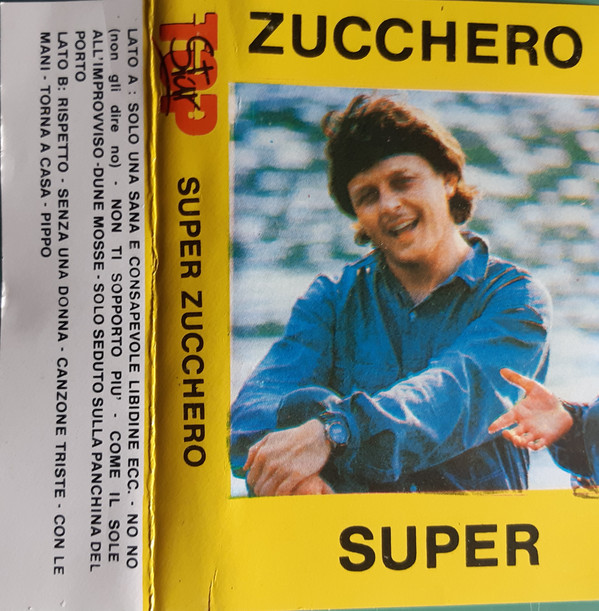 LATO A : SOLO UNA SANA E CONSAPEVOLE LIBIDINE ECC. - NO NO
(non gli dire no) - NON TI SOPPORTO PIU' - COME IL SOLE
ALL'IMPROVVISO - DUNE MOSSE - SOLO SEDUTO SULLA PANCHINA DEL
PORTO
LATO B: RISPETTO - SENZA UNA DONNA - CANZONE TRISTE - CON LE
MANI - TORNA A CASA - PIPPO
TOP
Star
SUPER ZUCCHERO
ZUCCHERO
SUPER